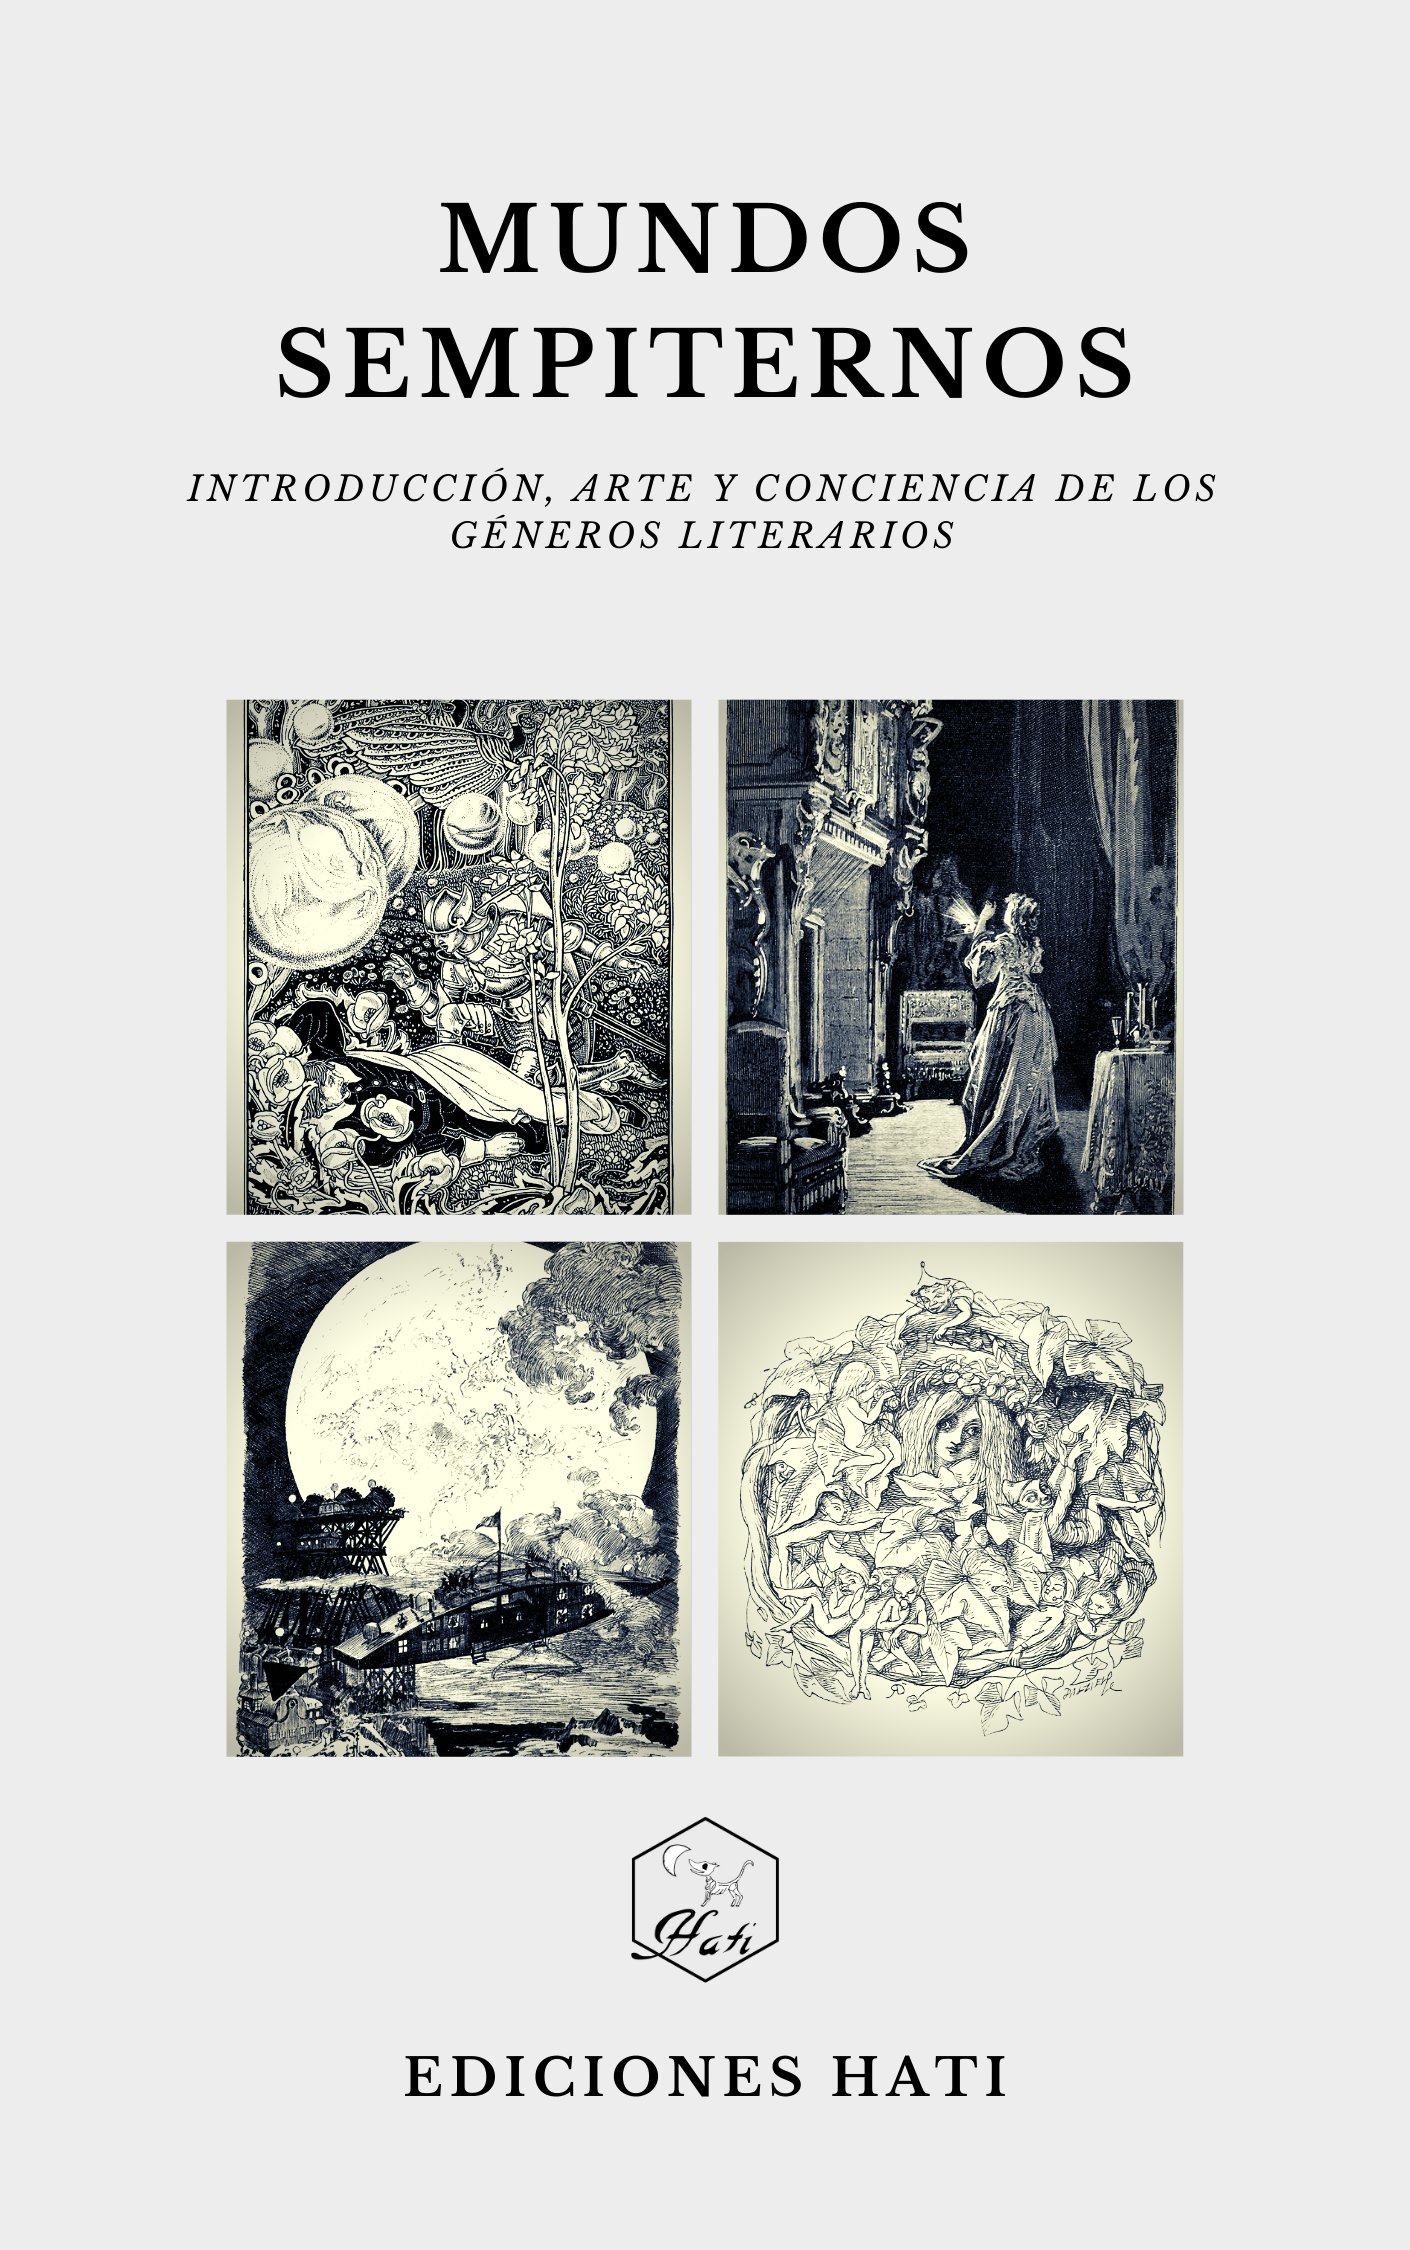 MUNDOS
SEMPITERNOS
INTRODUCCIÓN, ARTE Y CONCIENCIA DE LOS
GÉNEROS LITERARIOS
Hati
EDICIONES HATI